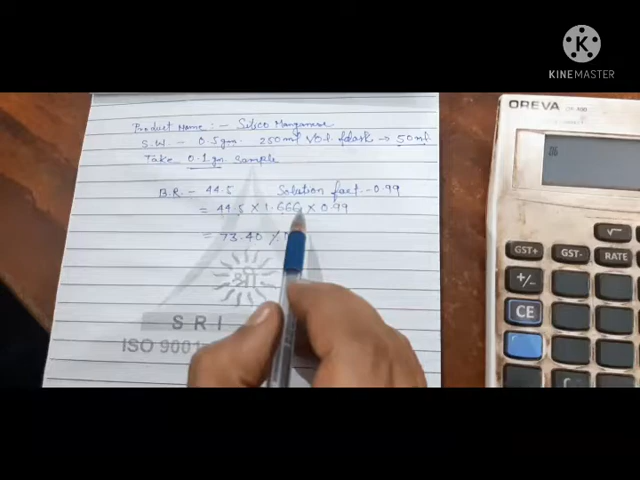 K
KINEMASTER
OREVA
Product Name :- Silico Manganese
S.W. - 0.5 gm. 250 ml Vol. flask → 50 ml
Take 0.1 gn. Sample
B.R. - 44.5 Solution fact. - 0.99
= 44.5 × 1.666 × 0.99
= 73.40 %
श्री
SRI
ISO 9001
√
GST+ GST- RATE
+/-
CE